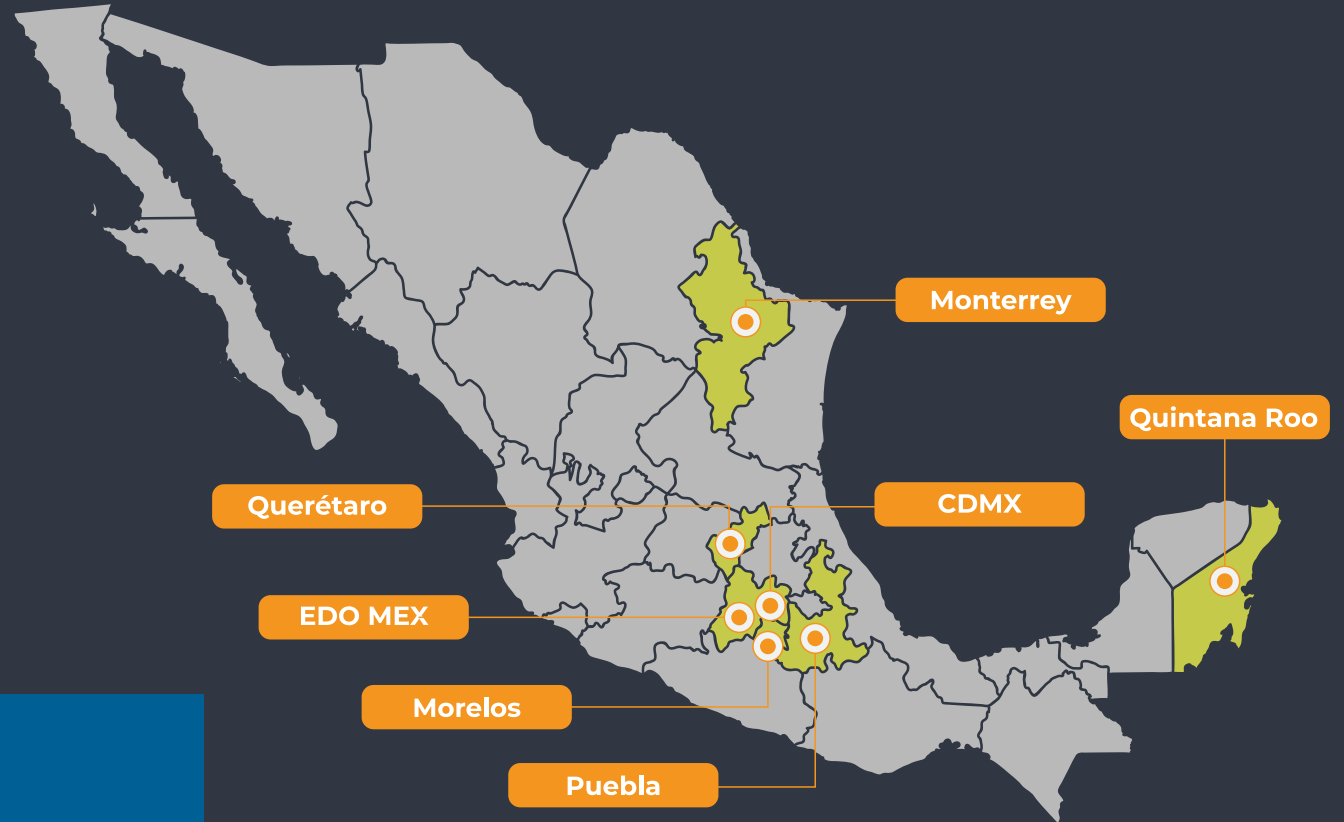 Monterrey
Quintana Roo
Querétaro
CDMX
EDO MEX
Morelos
Puebla